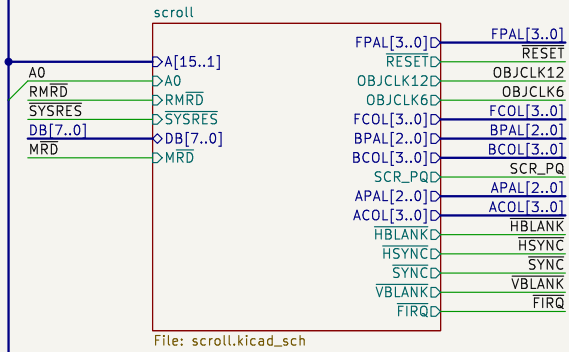 scroll
A[15..1]
A0
A0
RMRD
RMRD
SYSRES
SYSRES
DB[7..0]
DB[7..0]
MRD
MRD
FPAL[3..0]
FPAL[3..0]
RESET
RESET
OBJCLK12
OBJCLK12
OBJCLK6
OBJCLK6
FCOL[3..0]
FCOL[3..0]
BPAL[2..0]
BPAL[2..0]
BCOL[3..0]
BCOL[3..0]
SCR_PQ
SCR_PQ
APAL[2..0]
APAL[2..0]
ACOL[3..0]
ACOL[3..0]
HBLANK
HBLANK
HSYNC
HSYNC
SYNC
SYNC
VBLANK
VBLANK
FIRQ
FIRQ
File: scroll.kicad_sch